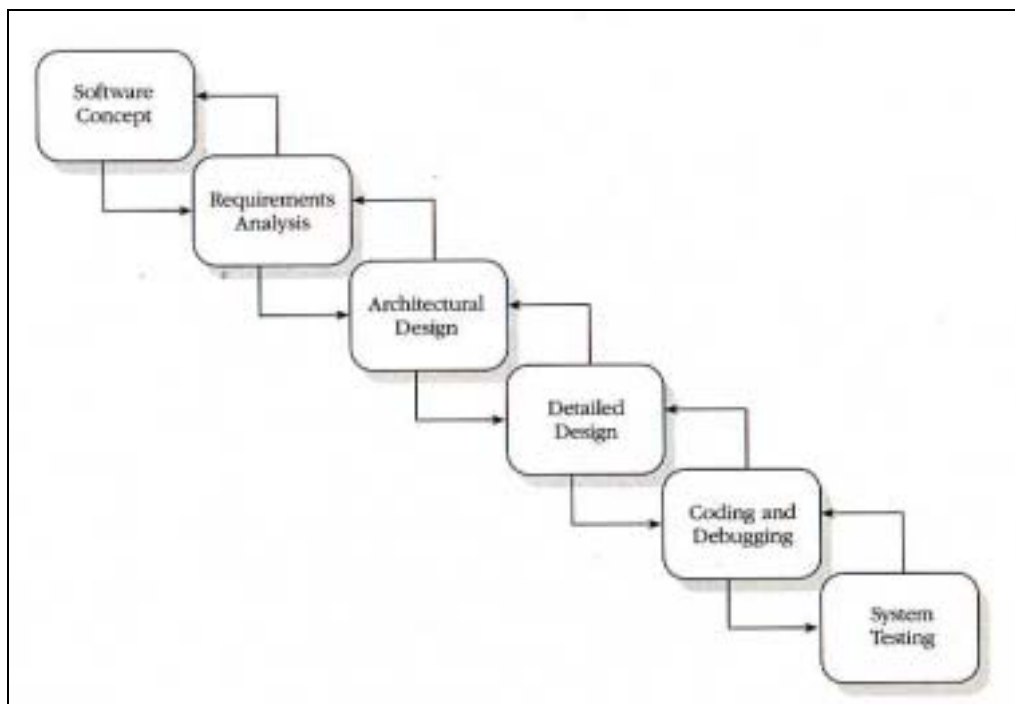 Software
Concept
Requirements
Analysis
Architectural
Design
Detailed
Design
Coding and
Debugging
System
Testing